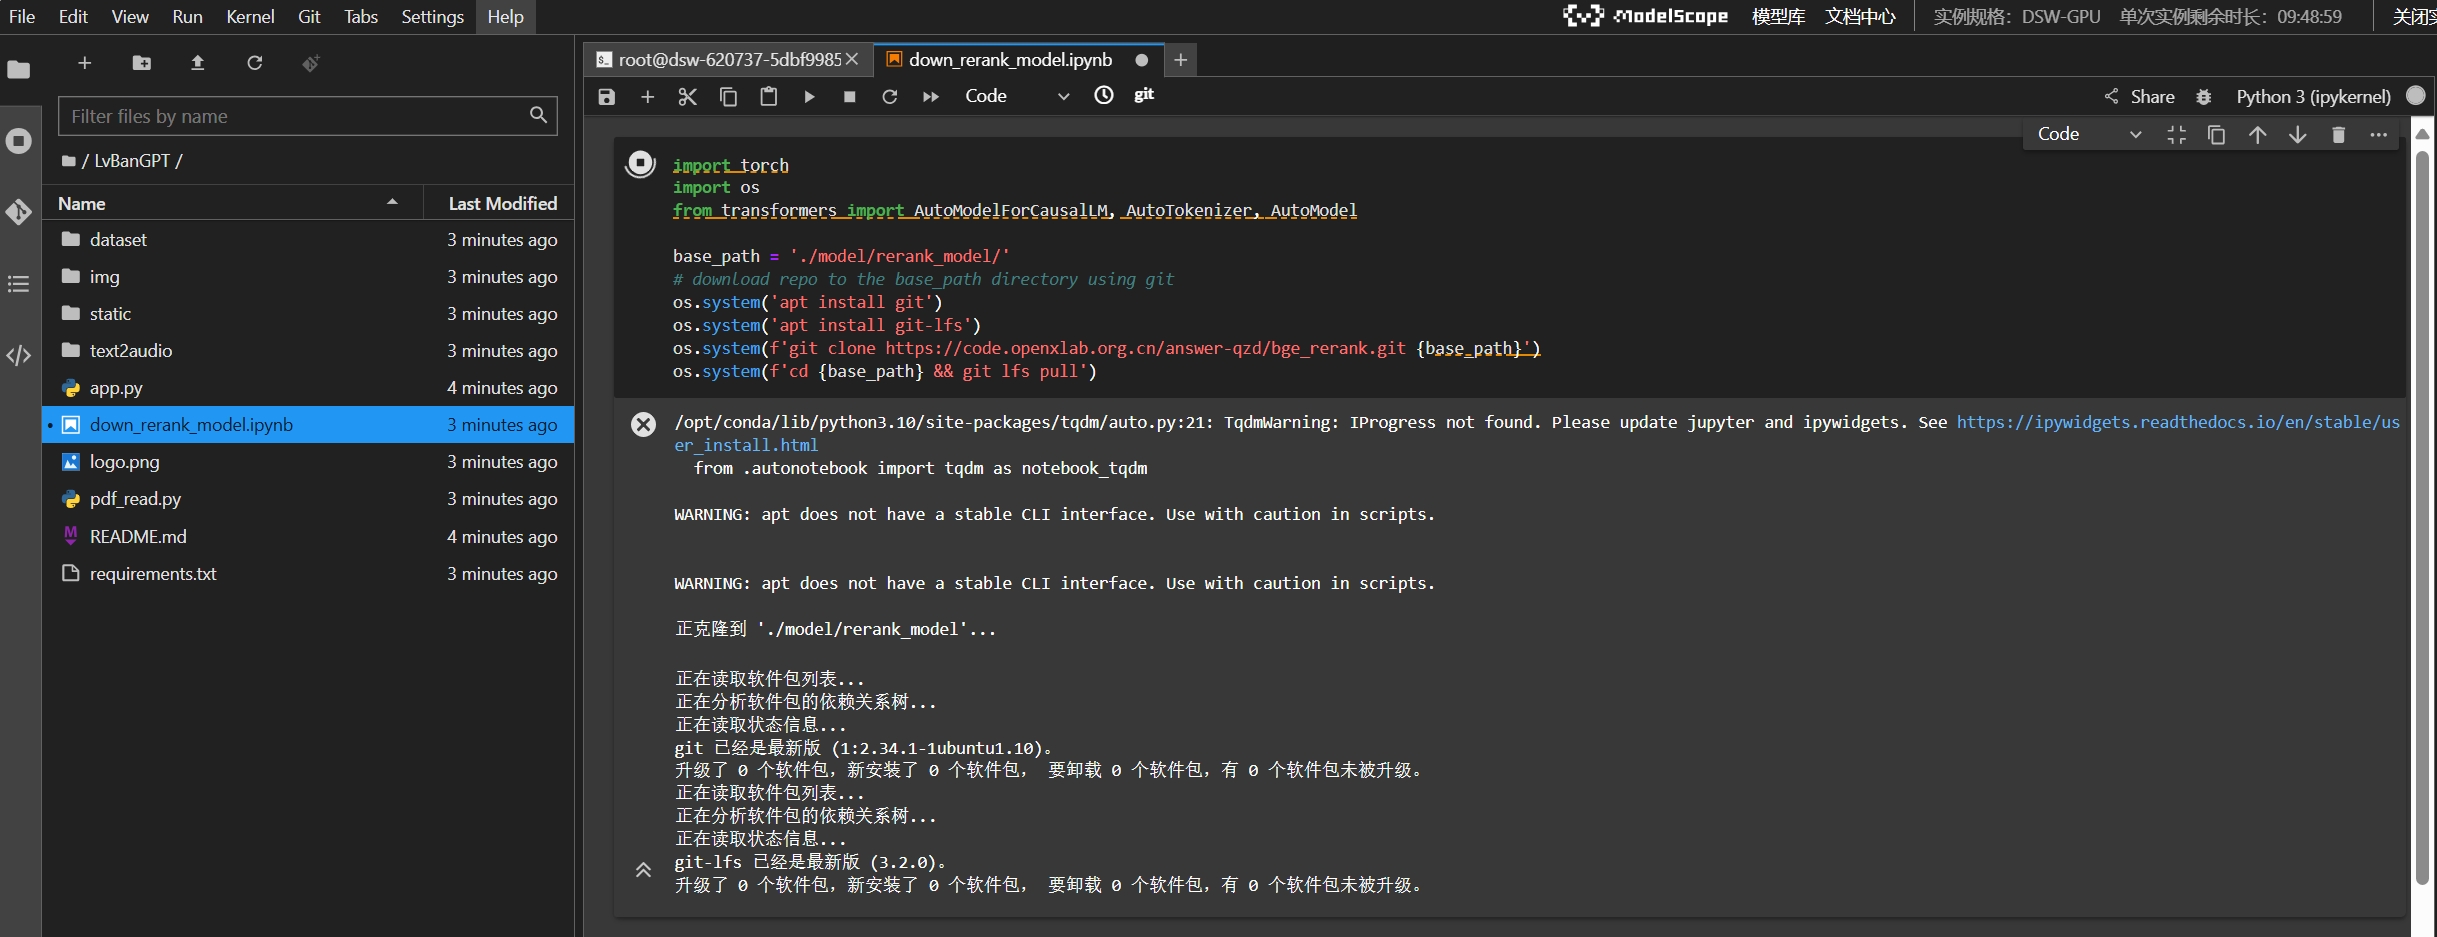 File Edit View Run Kernel Git Tabs Settings Help
ModelScope 模型库 文档中心 实例规格：DSW-GPU 单次实例剩余时长：09:48:59 关闭
root@dsw-620737-5dbf9985
down_rerank_model.ipynb
Filter files by name
Code
git
Share
Python 3 (ipykernel)
/ LvBanGPT /
Name Last Modified
dataset 3 minutes ago
img 3 minutes ago
static 3 minutes ago
text2audio 3 minutes ago
app.py 4 minutes ago
down_rerank_model.ipynb 3 minutes ago
logo.png 3 minutes ago
pdf_read.py 3 minutes ago
README.md 4 minutes ago
requirements.txt 3 minutes ago
Code
import torch
import os
from transformers import AutoModelForCausalLM, AutoTokenizer, AutoModel
base_path = './model/rerank_model/'
# download repo to the base_path directory using git
os.system('apt install git')
os.system('apt install git-lfs')
os.system(f'git clone https://code.openxlab.org.cn/answer-qzd/bge_rerank.git {base_path}')
os.system(f'cd {base_path} && git lfs pull')
/opt/conda/lib/python3.10/site-packages/tqdm/auto.py:21: TqdmWarning: IProgress not found. Please update jupyter and ipywidgets. See https://ipywidgets.readthedocs.io/en/stable/us
er_install.html
from .autonotebook import tqdm as notebook_tqdm
WARNING: apt does not have a stable CLI interface. Use with caution in scripts.
WARNING: apt does not have a stable CLI interface. Use with caution in scripts.
正克隆到 './model/rerank_model'...
正在读取软件包列表...
正在分析软件包的依赖关系树...
正在读取状态信息...
git 已经是最新版 (1:2.34.1-1ubuntu1.10)。
升级了 0 个软件包，新安装了 0 个软件包， 要卸载 0 个软件包，有 0 个软件包未被升级。
正在读取软件包列表...
正在分析软件包的依赖关系树...
正在读取状态信息...
git-lfs 已经是最新版 (3.2.0)。
升级了 0 个软件包，新安装了 0 个软件包， 要卸载 0 个软件包，有 0 个软件包未被升级。